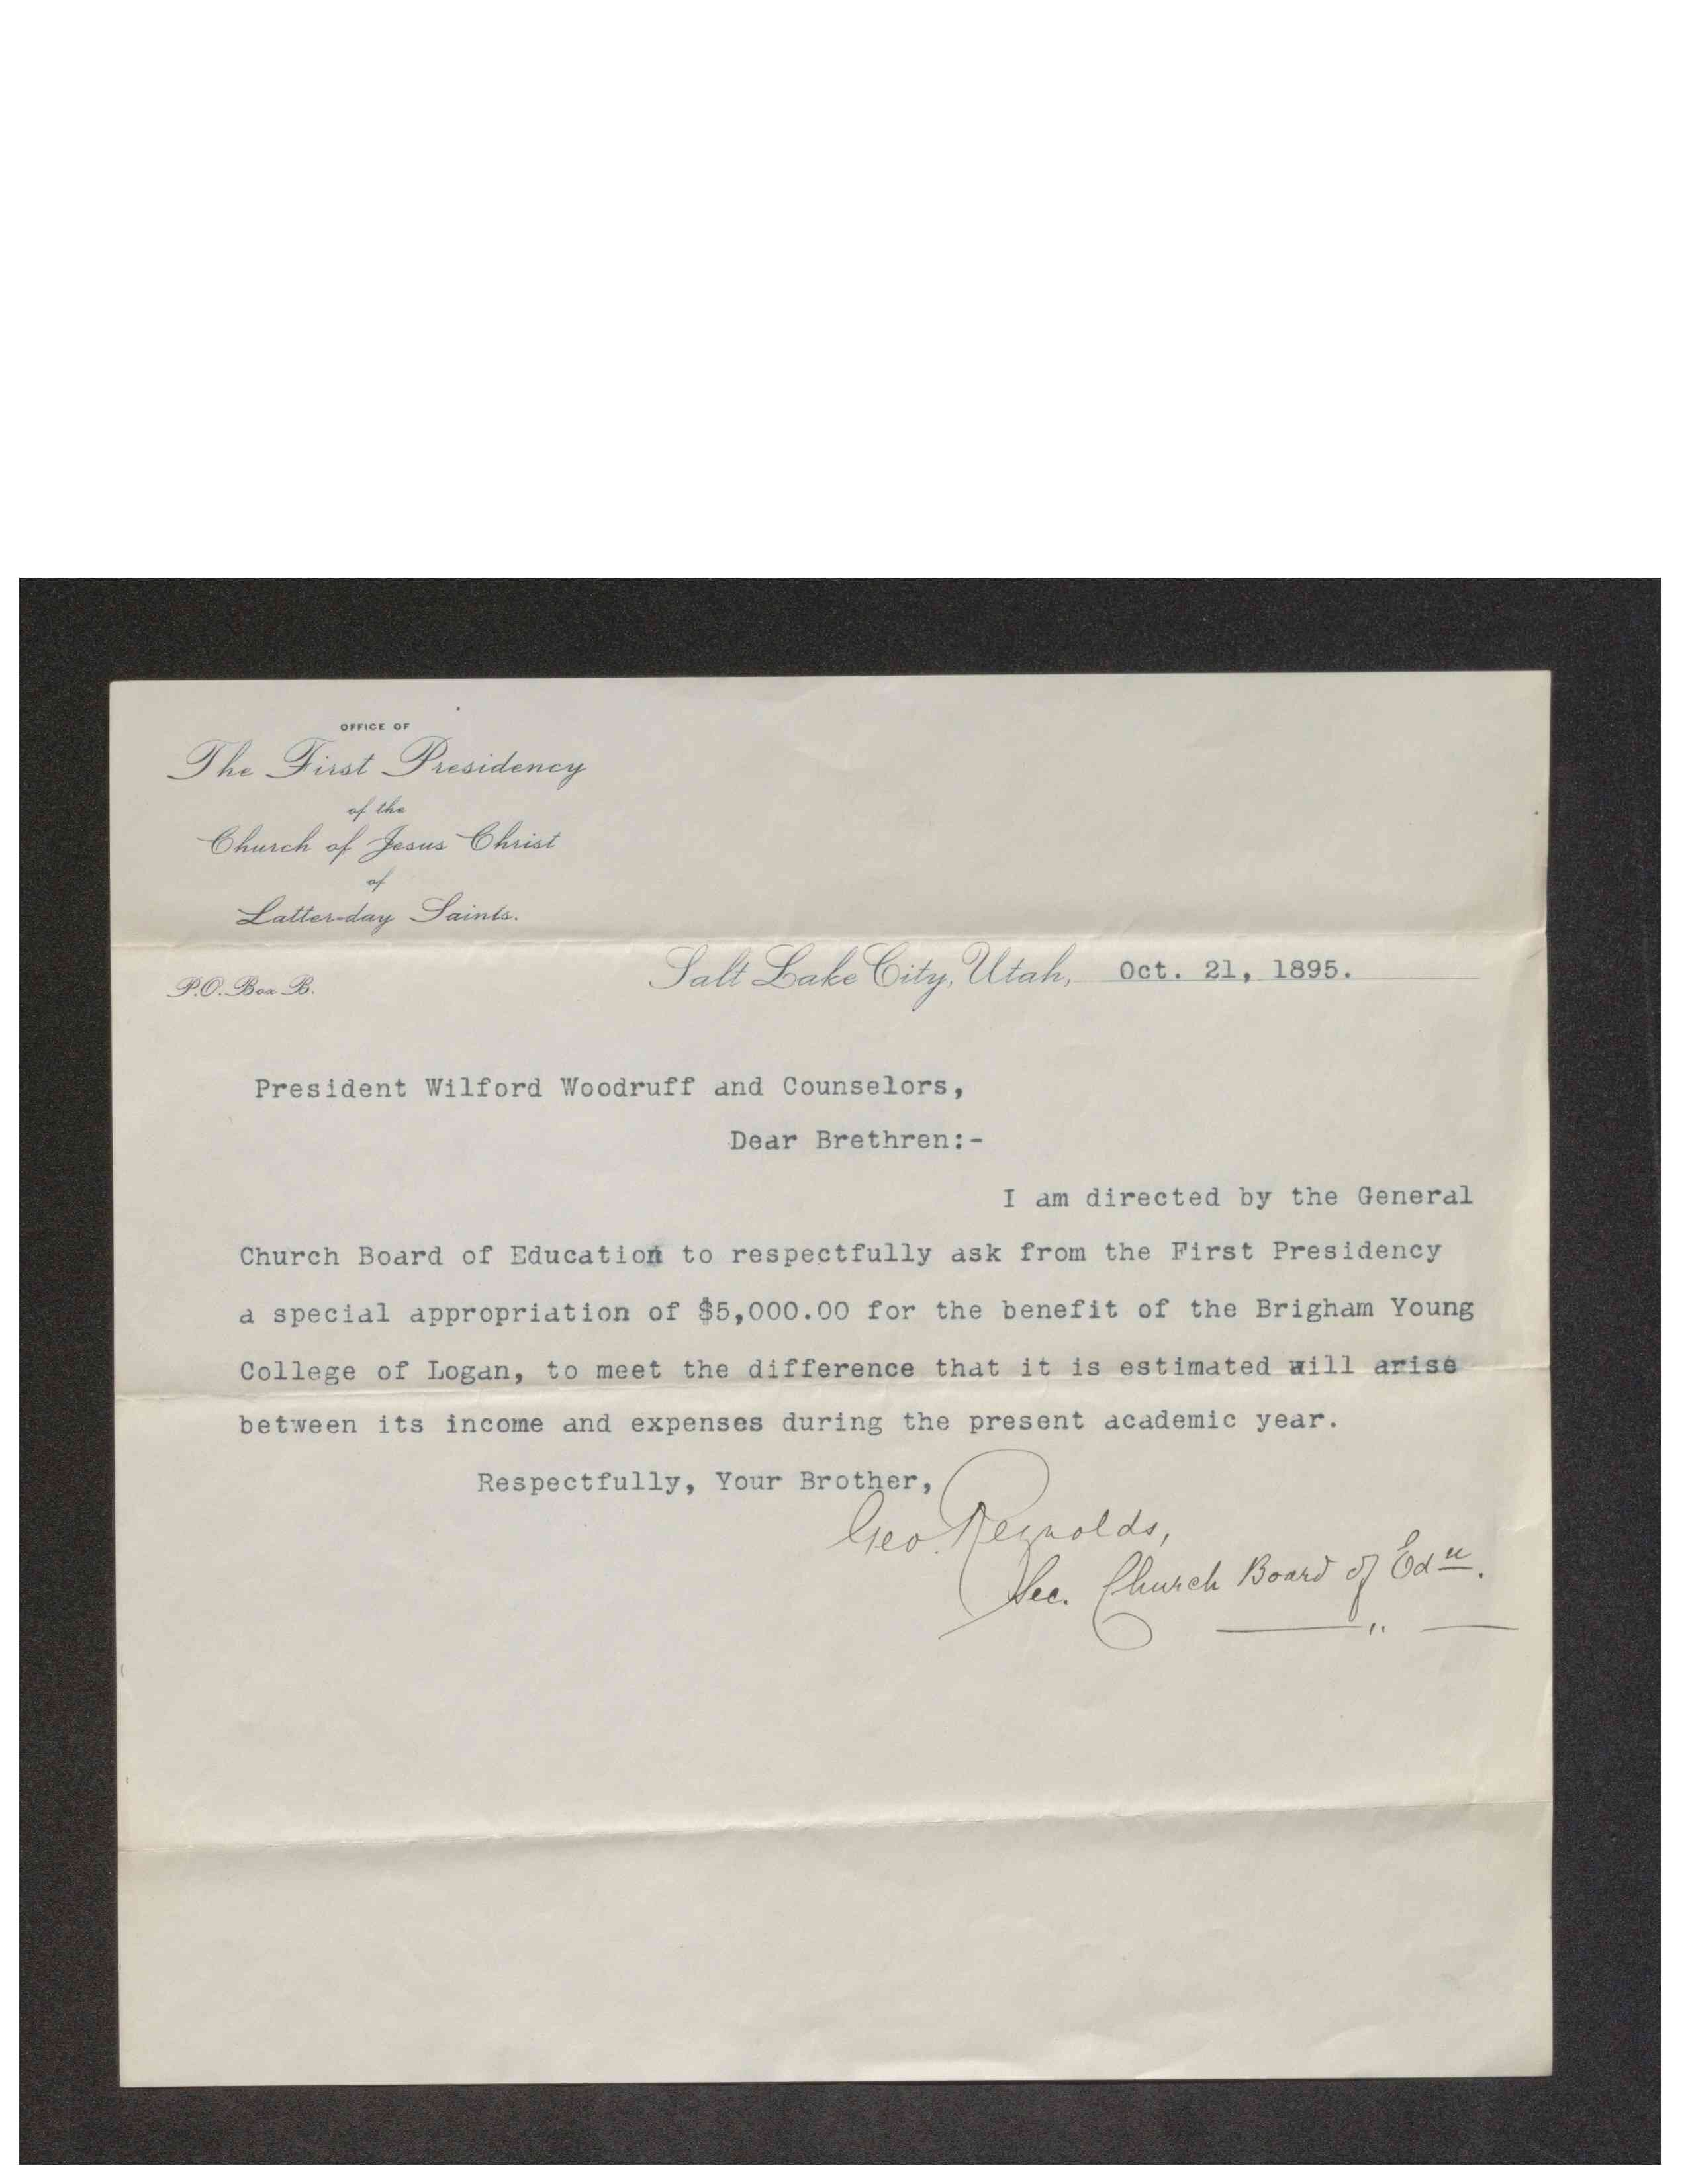 OFFICE OF
The First Presidency
of the
Church of Jesus Christ
of
Latter-day Saints.
P.O. Box B.
Salt Lake City, Utah, Oct. 21, 1895.
President Wilford Woodruff and Counselors,
Dear Brethren:-
I am directed by the General
Church Board of Education to respectfully ask from the First Presidency
a special appropriation of $5,000.00 for the benefit of the Brigham Young
College of Logan, to meet the difference that it is estimated will arise
between its income and expenses during the present academic year.
Respectfully, Your Brother,
Geo. Reynolds,
Sec. Church Board of Edn.